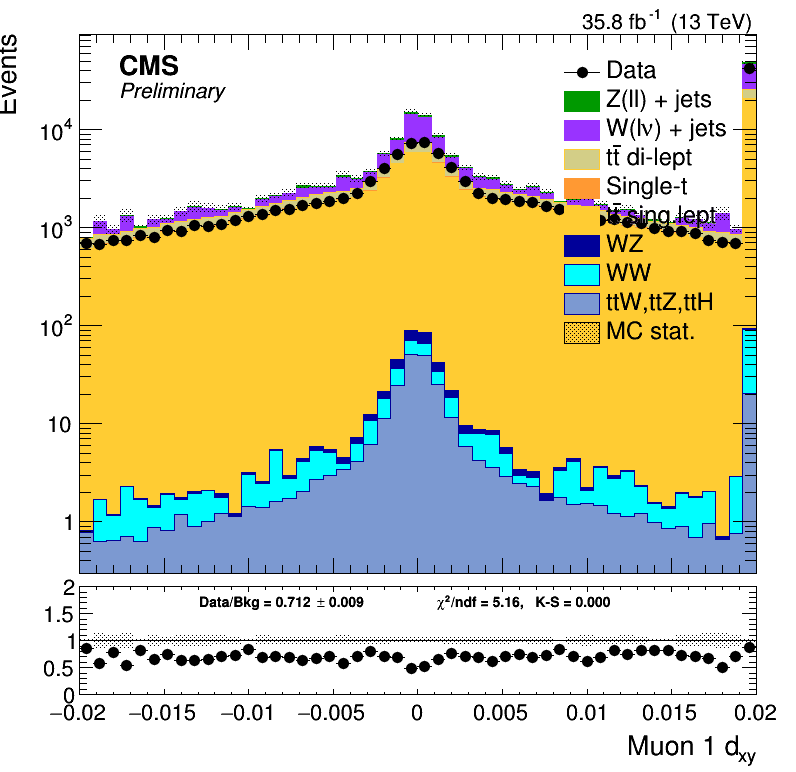 35.8 fb⁻¹ (13 TeV)
Events
CMS
Preliminary
Data
Z(ll) + jets
W(lν) + jets
tt̄ di-lept
Single-t
tt̄ sing lept
WZ
WW
ttW,ttZ,ttH
MC stat.
10⁴
10³
10²
10
1
Data/Bkg = 0.712 ± 0.009 χ²/ndf = 5.16, K-S = 0.000
2
1.5
1
0.5
0
−0.02 −0.015 −0.01 −0.005 0 0.005 0.01 0.015 0.02
Muon 1 d_xy